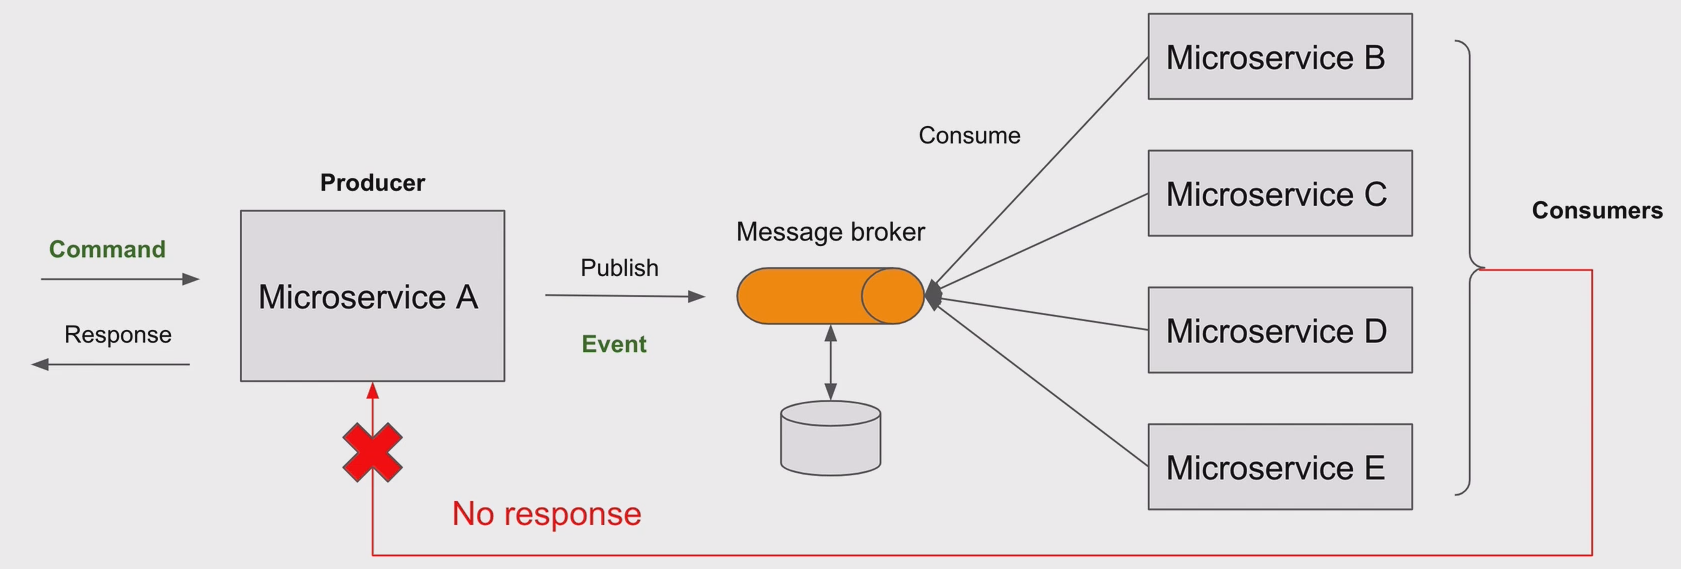 Microservice B
Consume
Microservice C
Producer
Consumers
Command
Message broker
Publish
Microservice A
Response
Event
Microservice D
Microservice E
No response